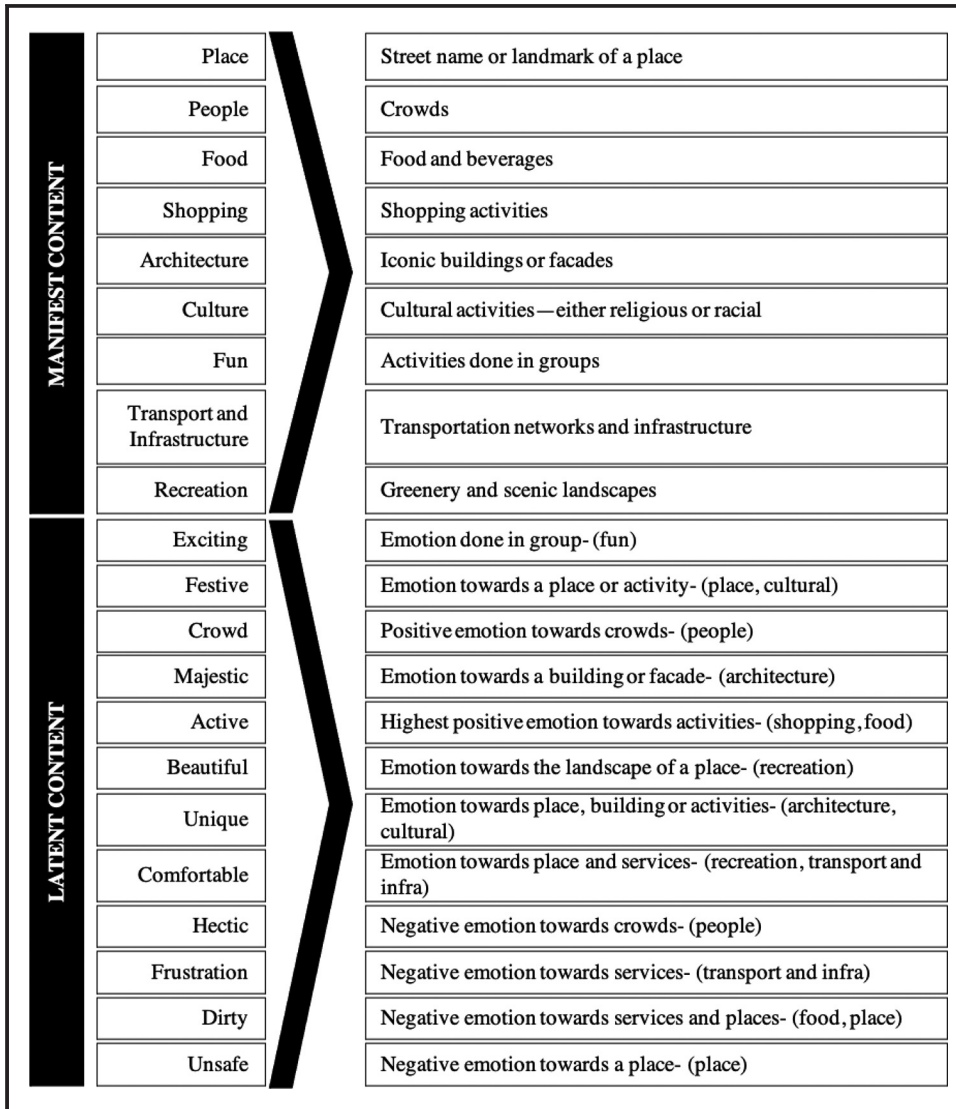 MANIFEST CONTENT
Place
Street name or landmark of a place
People
Crowds
Food
Food and beverages
Shopping
Shopping activities
Architecture
Iconic buildings or facades
Culture
Cultural activities—either religious or racial
Fun
Activities done in groups
Transport and
Infrastructure
Transportation networks and infrastructure
Recreation
Greenery and scenic landscapes
LATENT CONTENT
Exciting
Emotion done in group- (fun)
Festive
Emotion towards a place or activity- (place, cultural)
Crowd
Positive emotion towards crowds- (people)
Majestic
Emotion towards a building or facade- (architecture)
Active
Highest positive emotion towards activities- (shopping, food)
Beautiful
Emotion towards the landscape of a place- (recreation)
Unique
Emotion towards place, building or activities- (architecture,
cultural)
Comfortable
Emotion towards place and services- (recreation, transport and
infra)
Hectic
Negative emotion towards crowds- (people)
Frustration
Negative emotion towards services- (transport and infra)
Dirty
Negative emotion towards services and places- (food, place)
Unsafe
Negative emotion towards a place- (place)